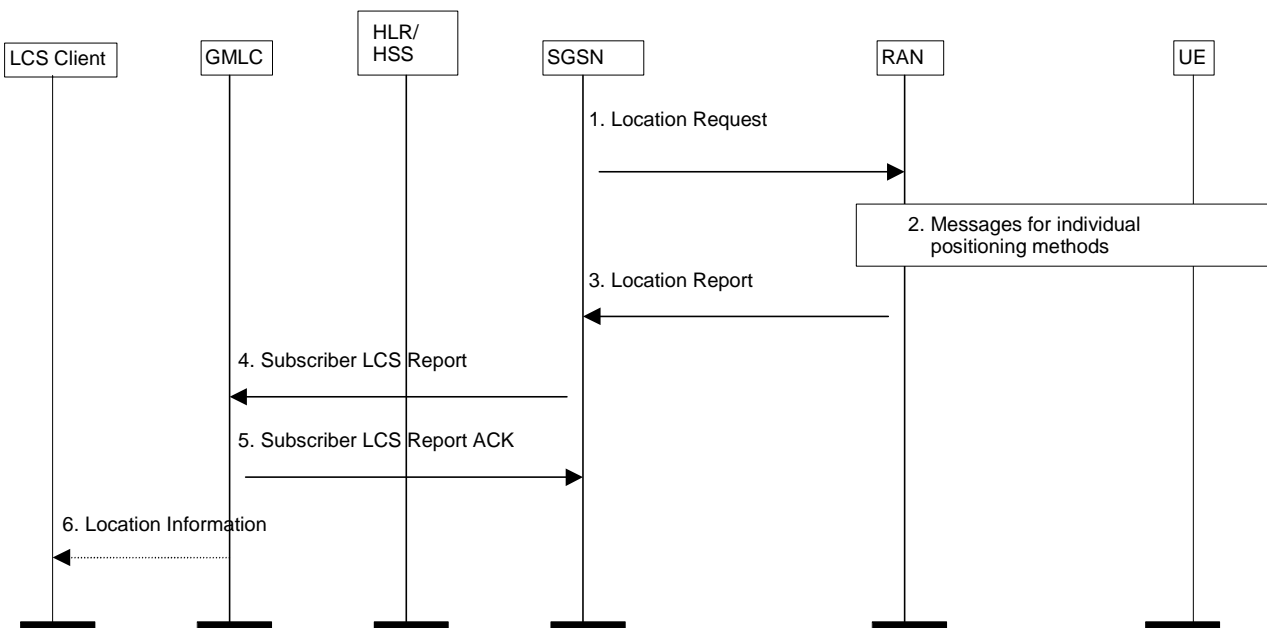 HLR/
HSS
LCS Client
GMLC
SGSN
RAN
UE
1. Location Request
2. Messages for individual
positioning methods
3. Location Report
4. Subscriber LCS Report
5. Subscriber LCS Report ACK
6. Location Information